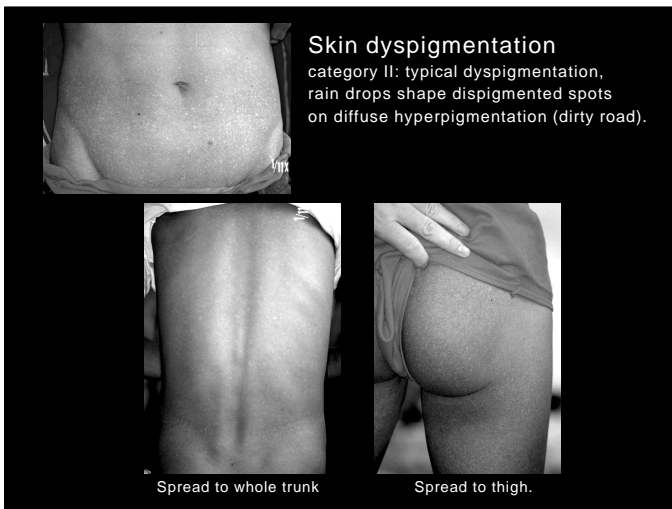 Skin dyspigmentation
category II: typical dyspigmentation,
rain drops shape dispigmented spots
on diffuse hyperpigmentation (dirty road).
Spread to whole trunk
Spread to thigh.